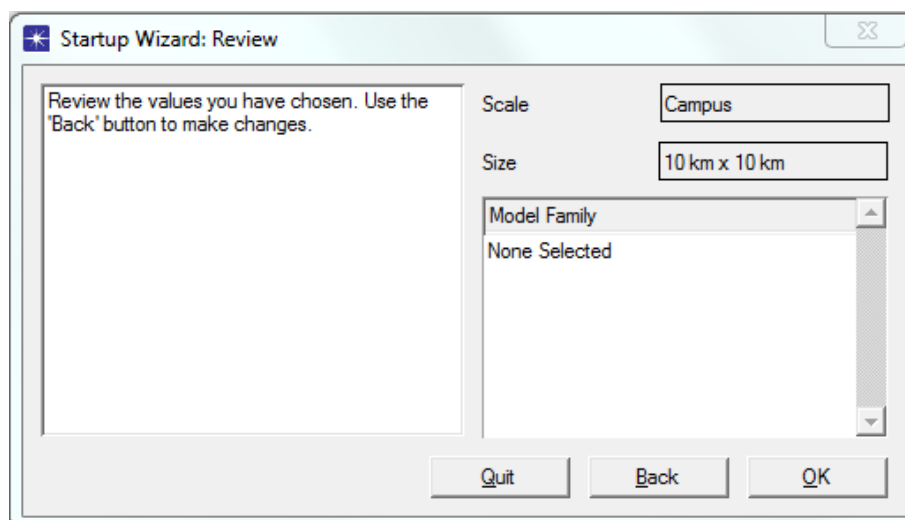 Startup Wizard: Review
Review the values you have chosen. Use the
"Back" button to make changes.
Scale
Campus
Size
10 km x 10 km
Model Family
None Selected
Quit
Back
OK